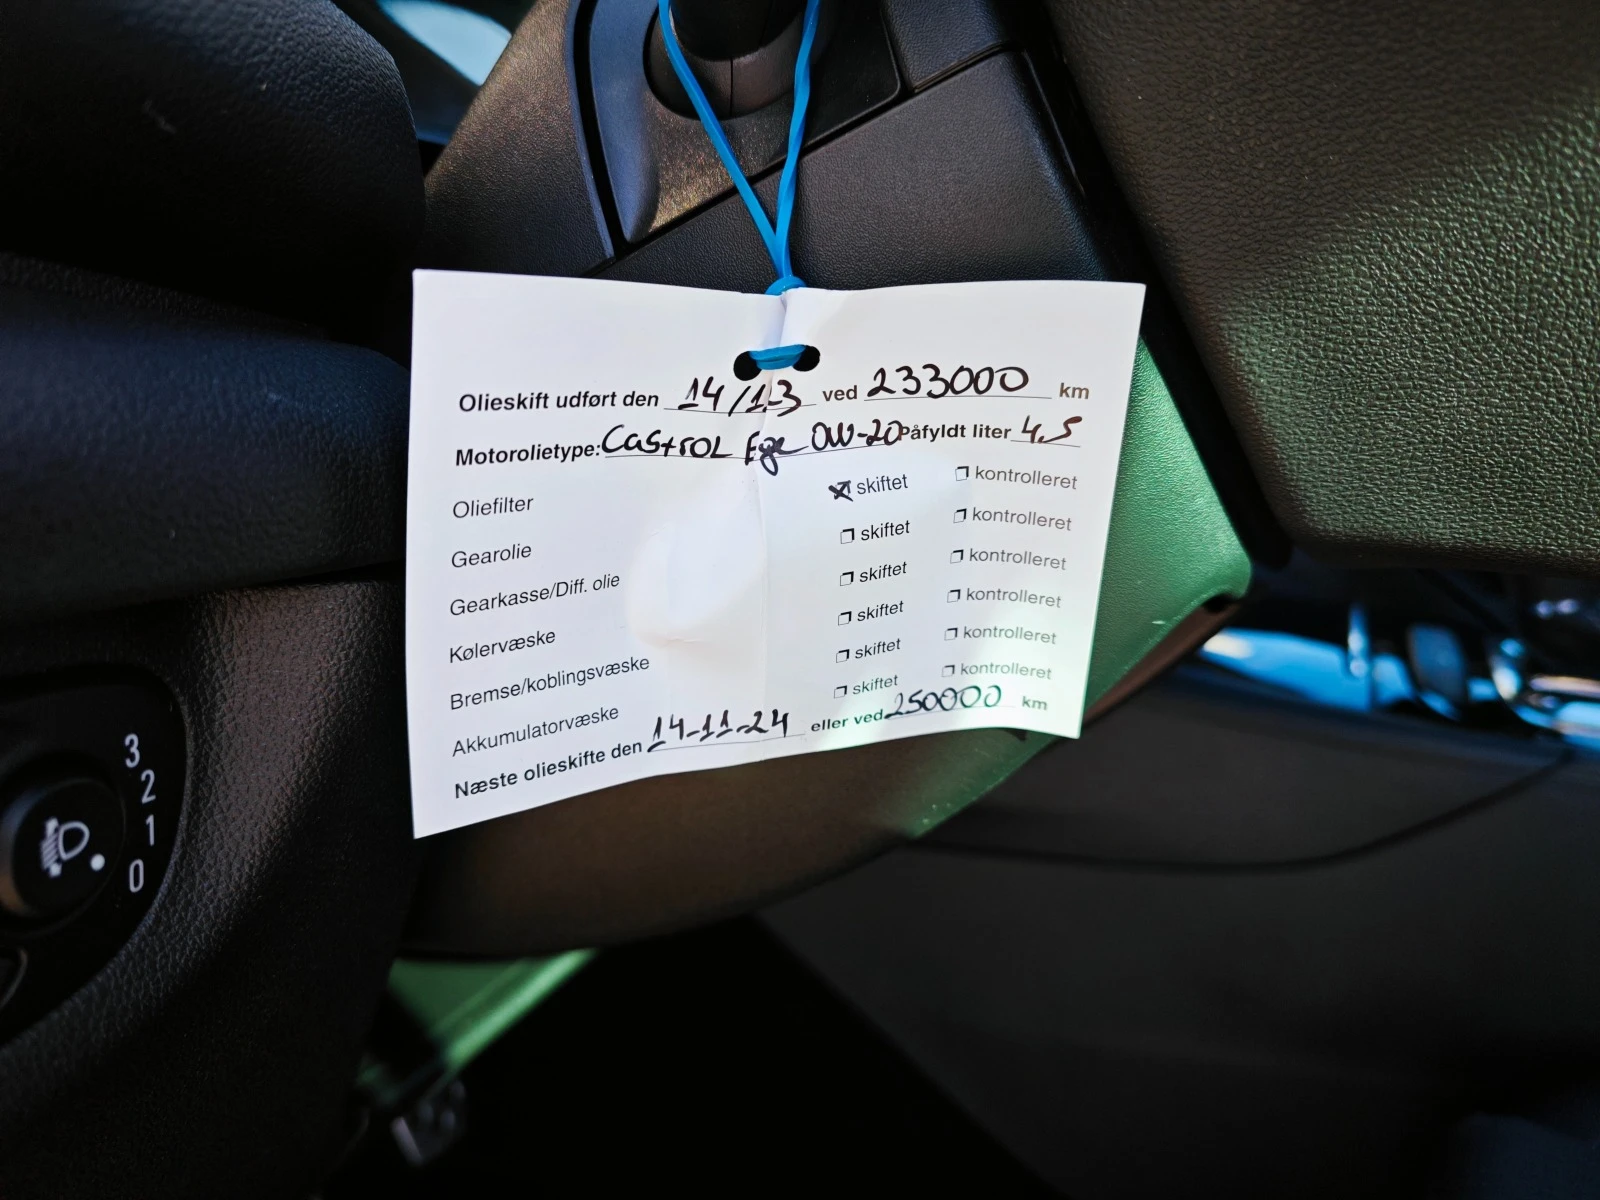 Olieskift udført den 14/1-3 ved 233000 km
Motorolietype: Castrol Ege 0W-20 Påfyldt liter 4.5
Oliefilter skiftet kontrolleret
Gearolie skiftet kontrolleret
Gearkasse/Diff. olie skiftet kontrolleret
Kølervæske skiftet kontrolleret
Bremse/koblingsvæske skiftet kontrolleret
Akkumulatorvæske skiftet kontrolleret
Næste olieskifte den 14-11-24 eller ved 250000 km
3
2
1
0